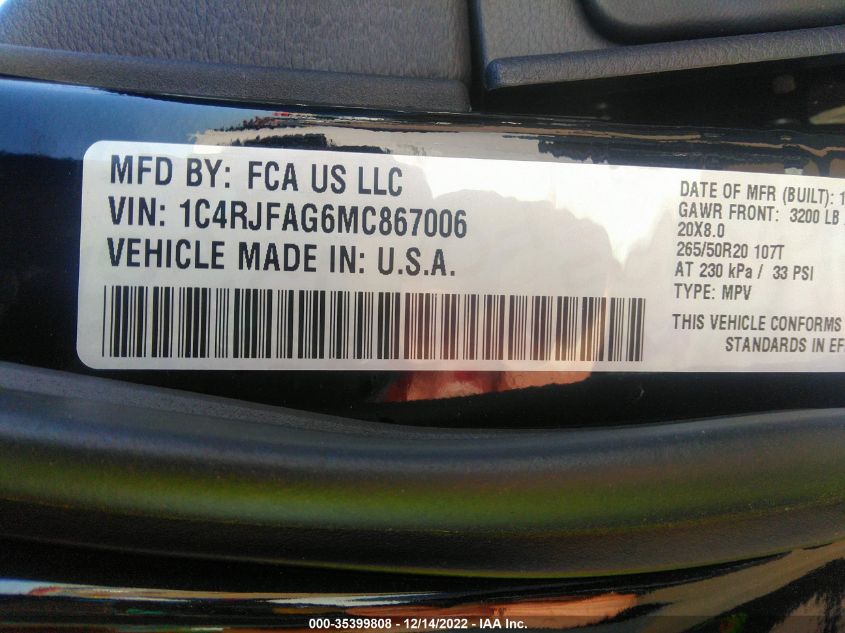 MFD BY: FCA US LLC
VIN: 1C4RJFAG6MC867006
VEHICLE MADE IN: U.S.A.
DATE OF MFR (BUILT): 1
GAWR FRONT: 3200 LB
20X8.0
265/50R20 107T
AT 230 kPa / 33 PSI
TYPE: MPV
THIS VEHICLE CONFORMS
STANDARDS IN EF
000-35399808 - 12/14/2022 - IAA Inc.